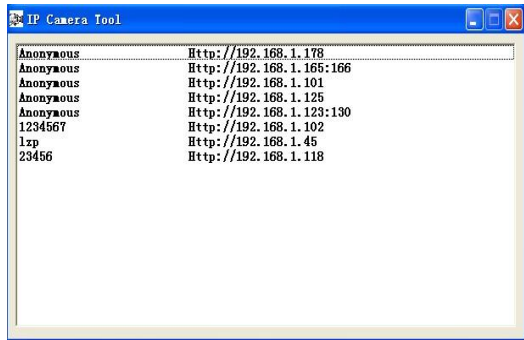 IP Camera Tool
Anonymous Http://192.168.1.178
Anonymous Http://192.168.1.165:166
Anonymous Http://192.168.1.101
Anonymous Http://192.168.1.125
Anonymous Http://192.168.1.123:130
1234567 Http://192.168.1.102
lzp Http://192.168.1.45
23456 Http://192.168.1.118